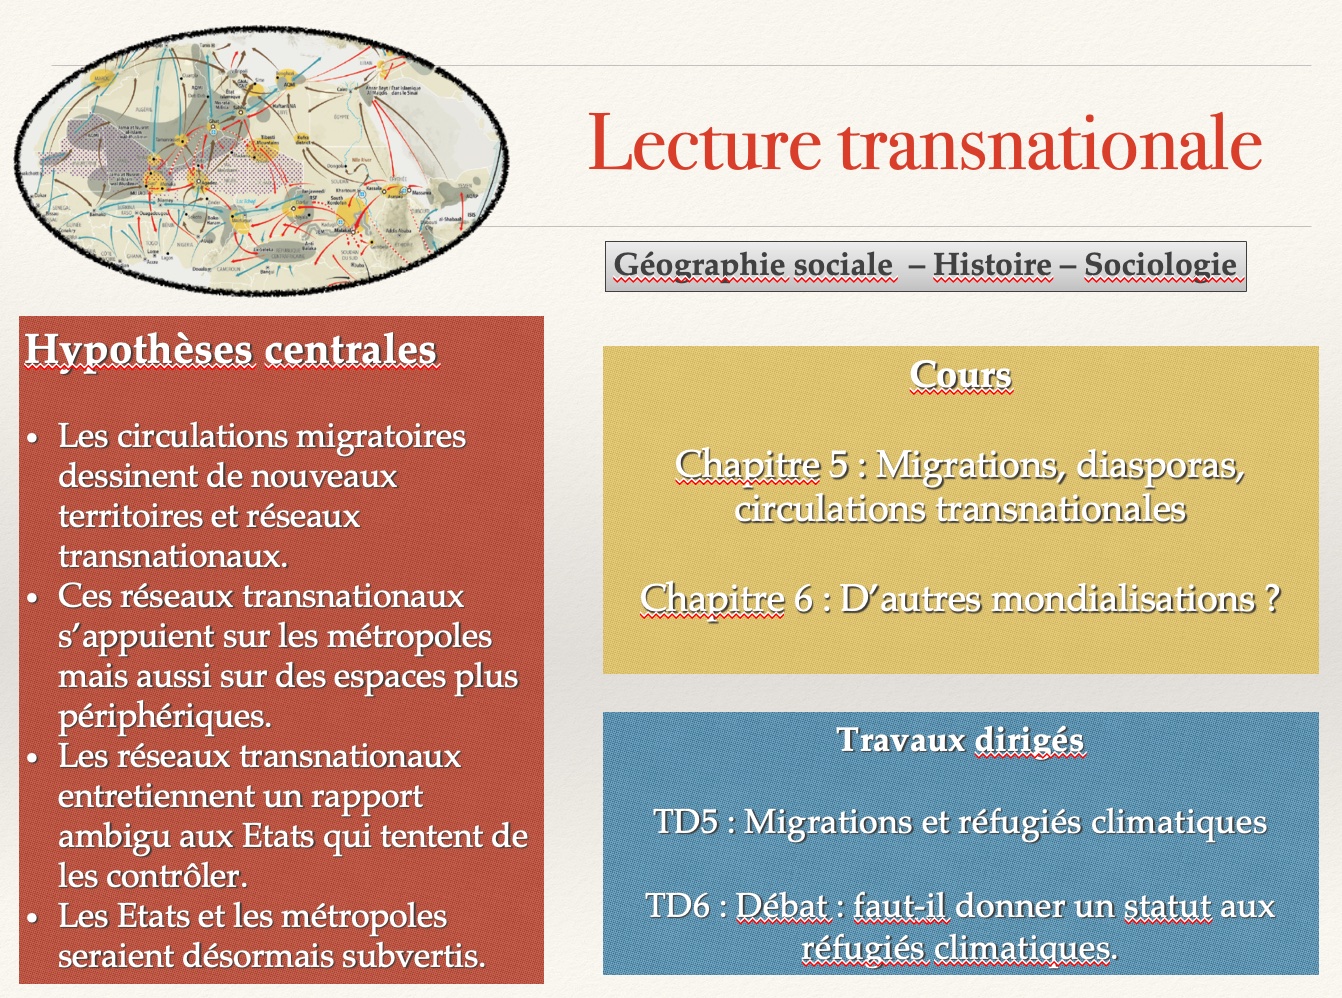 Lecture transnationale
Géographie sociale – Histoire – Sociologie
Hypothèses centrales
• Les circulations migratoires
dessinent de nouveaux
territoires et réseaux
transnationaux.
• Ces réseaux transnationaux
s’appuient sur les métropoles
mais aussi sur des espaces plus
périphériques.
• Les réseaux transnationaux
entretiennent un rapport
ambigu aux Etats qui tentent de
les contrôler.
• Les Etats et les métropoles
seraient désormais subvertis.
Cours
Chapitre 5 : Migrations, diasporas,
circulations transnationales
Chapitre 6 : D’autres mondialisations ?
Travaux dirigés
TD5 : Migrations et réfugiés climatiques
TD6 : Débat : faut-il donner un statut aux
réfugiés climatiques.